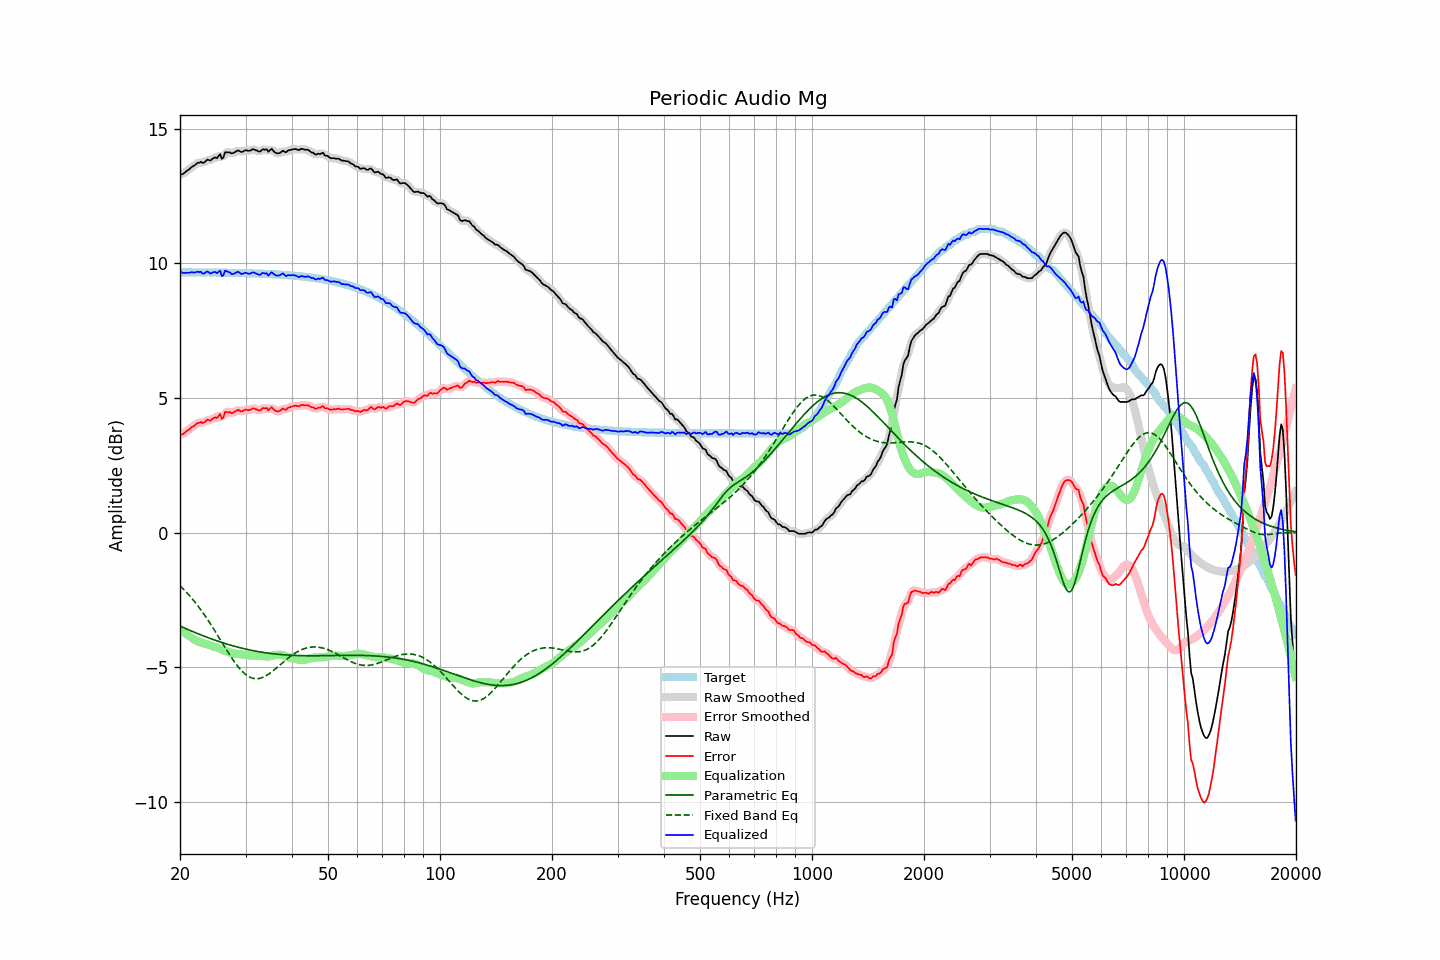 Periodic Audio Mg
15
10
5
0
−5
−10
Amplitude (dBr)
Target
Raw Smoothed
Error Smoothed
Raw
Error
Equalization
Parametric Eq
Fixed Band Eq
Equalized
20
50
100
200
500
1000
2000
5000
10000
20000
Frequency (Hz)